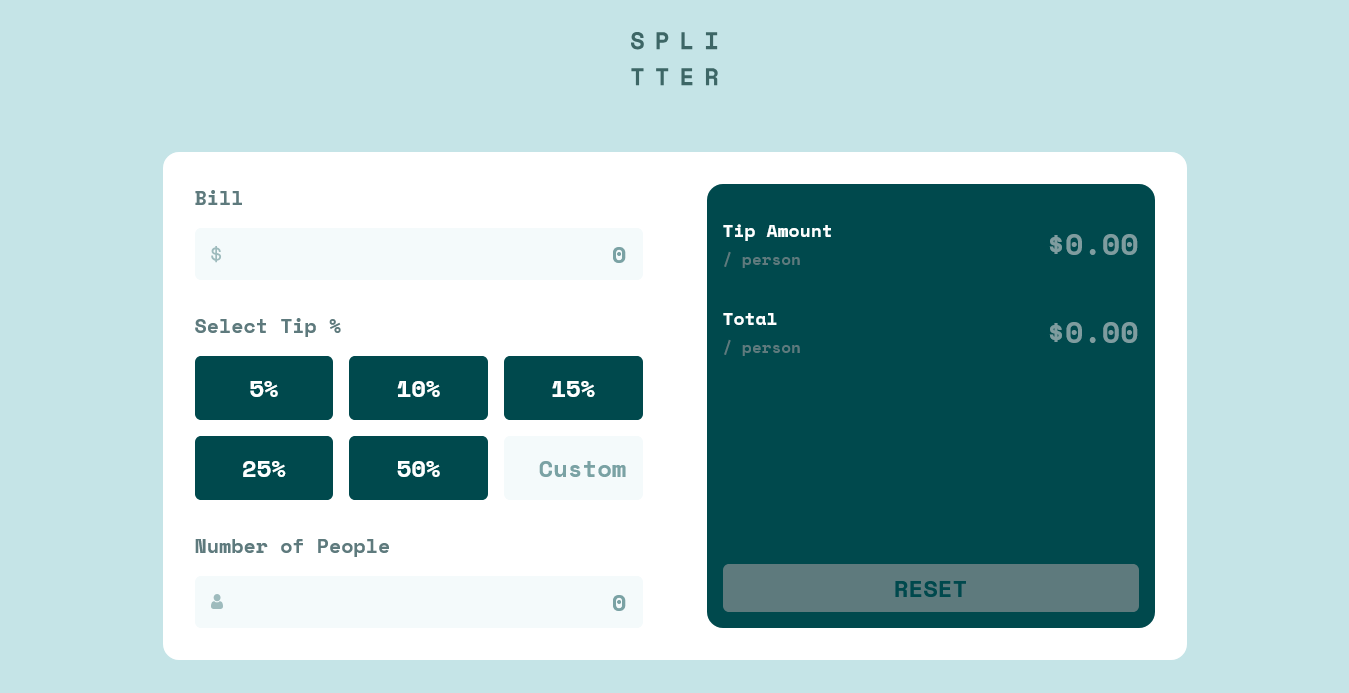 SPLI
TTER
Bill
$ 0
Select Tip %
5% 10% 15%
25% 50% Custom
Number of People
0
Tip Amount
/ person
$0.00
Total
/ person
$0.00
RESET